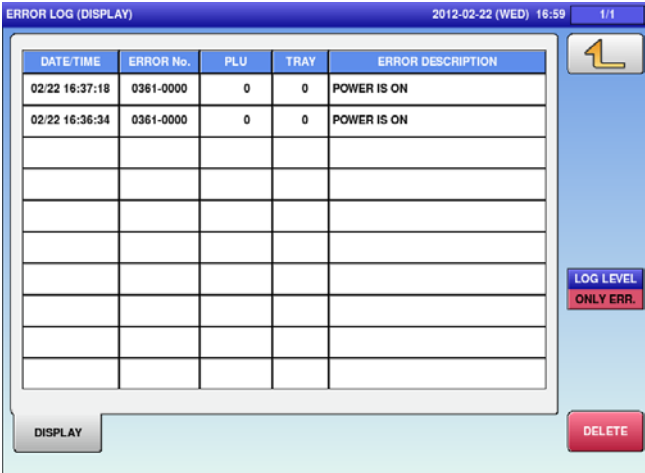 ERROR LOG (DISPLAY) 2012-02-22 (WED) 16:59 1/1
DATE/TIME ERROR No. PLU TRAY ERROR DESCRIPTION
02/22 16:37:18 0361-0000 0 0 POWER IS ON
02/22 16:36:34 0361-0000 0 0 POWER IS ON
LOG LEVEL
ONLY ERR.
DISPLAY
DELETE